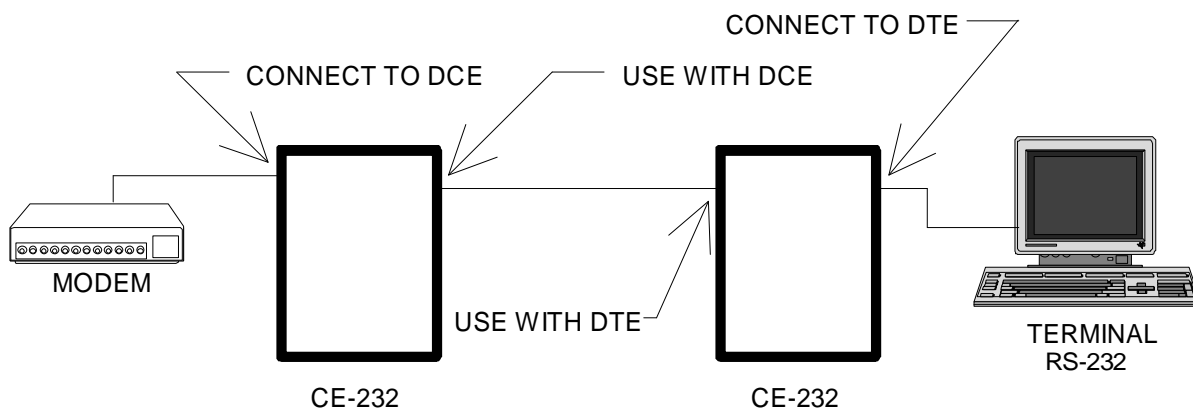 CONNECT TO DTE
CONNECT TO DCE
USE WITH DCE
MODEM
USE WITH DTE
TERMINAL
RS-232
CE-232
CE-232